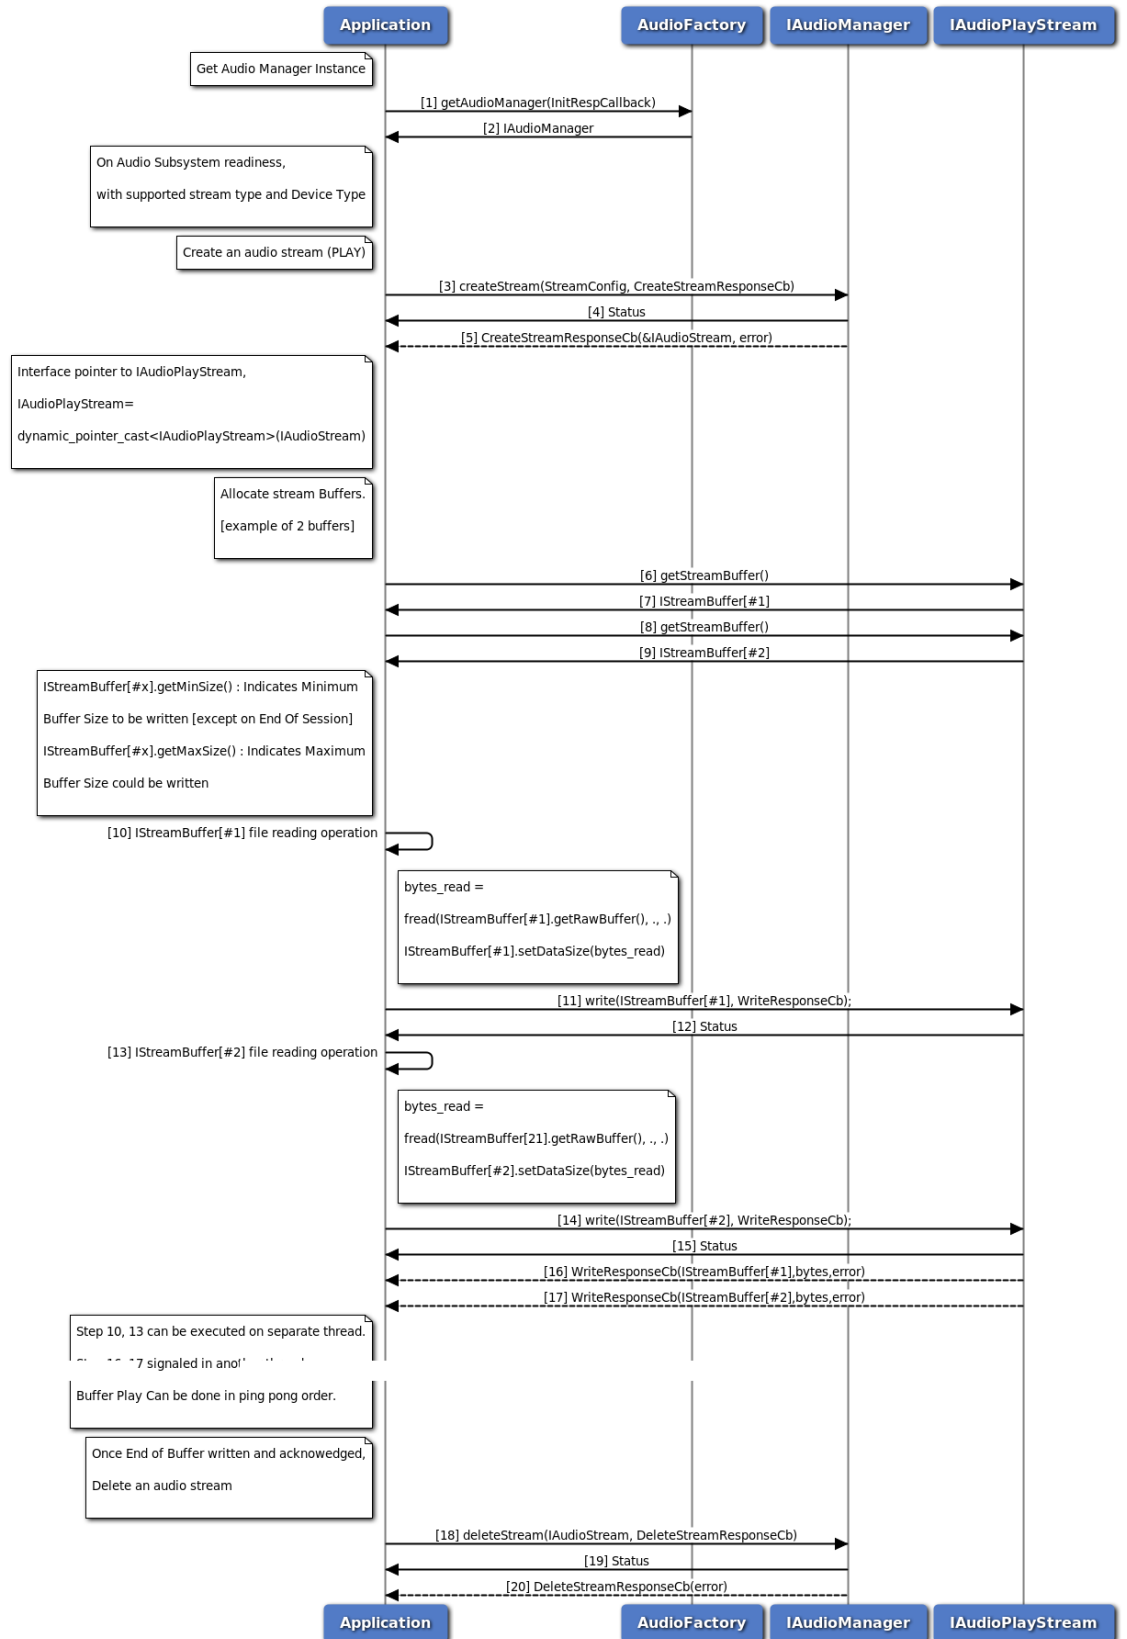 Application
AudioFactory
IAudioManager
IAudioPlayStream
Get Audio Manager Instance
[1] getAudioManager(InitRespCallback)
[2] IAudioManager
On Audio Subsystem readiness,
with supported stream type and Device Type
Create an audio stream (PLAY)
[3] createStream(StreamConfig, CreateStreamResponseCb)
[4] Status
[5] CreateStreamResponseCb(&IAudioStream, error)
Interface pointer to IAudioPlayStream,
IAudioPlayStream=
dynamic_pointer_cast<IAudioPlayStream>(IAudioStream)
Allocate stream Buffers.
[example of 2 buffers]
[6] getStreamBuffer()
[7] IStreamBuffer[#1]
[8] getStreamBuffer()
[9] IStreamBuffer[#2]
IStreamBuffer[#x].getMinSize() : Indicates Minimum
Buffer Size to be written [except on End Of Session]
IStreamBuffer[#x].getMaxSize() : Indicates Maximum
Buffer Size could be written
[10] IStreamBuffer[#1] file reading operation
bytes_read =
fread(IStreamBuffer[#1].getRawBuffer(), ., .)
IStreamBuffer[#1].setDataSize(bytes_read)
[11] write(IStreamBuffer[#1], WriteResponseCb);
[12] Status
[13] IStreamBuffer[#2] file reading operation
bytes_read =
fread(IStreamBuffer[21].getRawBuffer(), ., .)
IStreamBuffer[#2].setDataSize(bytes_read)
[14] write(IStreamBuffer[#2], WriteResponseCb);
[15] Status
[16] WriteResponseCb(IStreamBuffer[#1],bytes,error)
[17] WriteResponseCb(IStreamBuffer[#2],bytes,error)
Step 10, 13 can be executed on separate thread.
17 signaled in
Buffer Play Can be done in ping pong order.
Once End of Buffer written and acknowedged,
Delete an audio stream
[18] deleteStream(IAudioStream, DeleteStreamResponseCb)
[19] Status
[20] DeleteStreamResponseCb(error)
Application
AudioFactory
IAudioManager
IAudioPlayStream